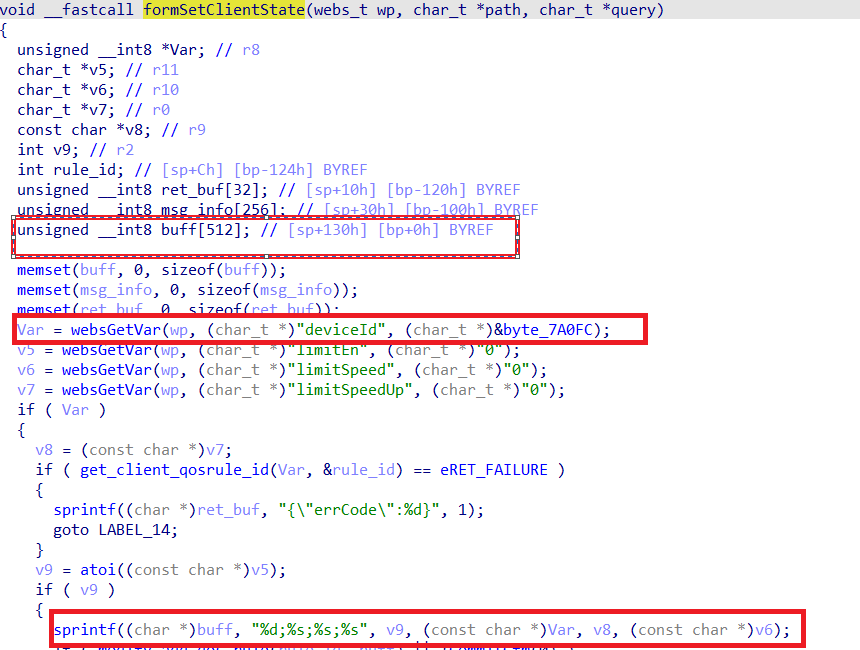 void __fastcall formSetClientState(webs_t wp, char_t *path, char_t *query)
{
unsigned __int8 *Var; // r8
char_t *v5; // r11
char_t *v6; // r10
char_t *v7; // r0
const char *v8; // r9
int v9; // r2
int rule_id; // [sp+Ch] [bp-124h] BYREF
unsigned __int8 ret_buf[32]; // [sp+10h] [bp-120h] BYREF
unsigned __int8 msg_info[256]; // [sp+30h] [bp-100h] BYREF
unsigned __int8 buff[512]; // [sp+130h] [bp+0h] BYREF
memset(buff, 0, sizeof(buff));
memset(msg_info, 0, sizeof(msg_info));
memset(ret_buf, 0, sizeof(ret_buf));
Var = websGetVar(wp, (char_t *)"deviceId", (char_t *)&byte_7A0FC);
v5 = websGetVar(wp, (char_t *)"limitEn", (char_t *)"0");
v6 = websGetVar(wp, (char_t *)"limitSpeed", (char_t *)"0");
v7 = websGetVar(wp, (char_t *)"limitSpeedUp", (char_t *)"0");
if ( Var )
{
v8 = (const char *)v7;
if ( get_client_qosrule_id(Var, &rule_id) == eRET_FAILURE )
{
sprintf((char *)ret_buf, "{\"errCode\":%d}", 1);
goto LABEL_14;
}
v9 = atoi((const char *)v5);
if ( v9 )
{
sprintf((char *)buff, "%d;%s;%s;%s", v9, (const char *)Var, v8, (const char *)v6);